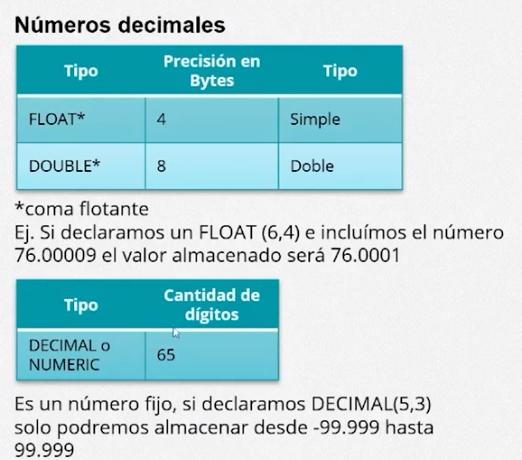 Números decimales
Tipo Precisión en Bytes Tipo
FLOAT* 4 Simple
DOUBLE* 8 Doble
*coma flotante
Ej. Si declaramos un FLOAT (6,4) e incluímos el número
76.00009 el valor almacenado será 76.0001
Tipo Cantidad de dígitos
DECIMAL o NUMERIC 65
Es un número fijo, si declaramos DECIMAL(5,3)
solo podremos almacenar desde -99.999 hasta
99.999